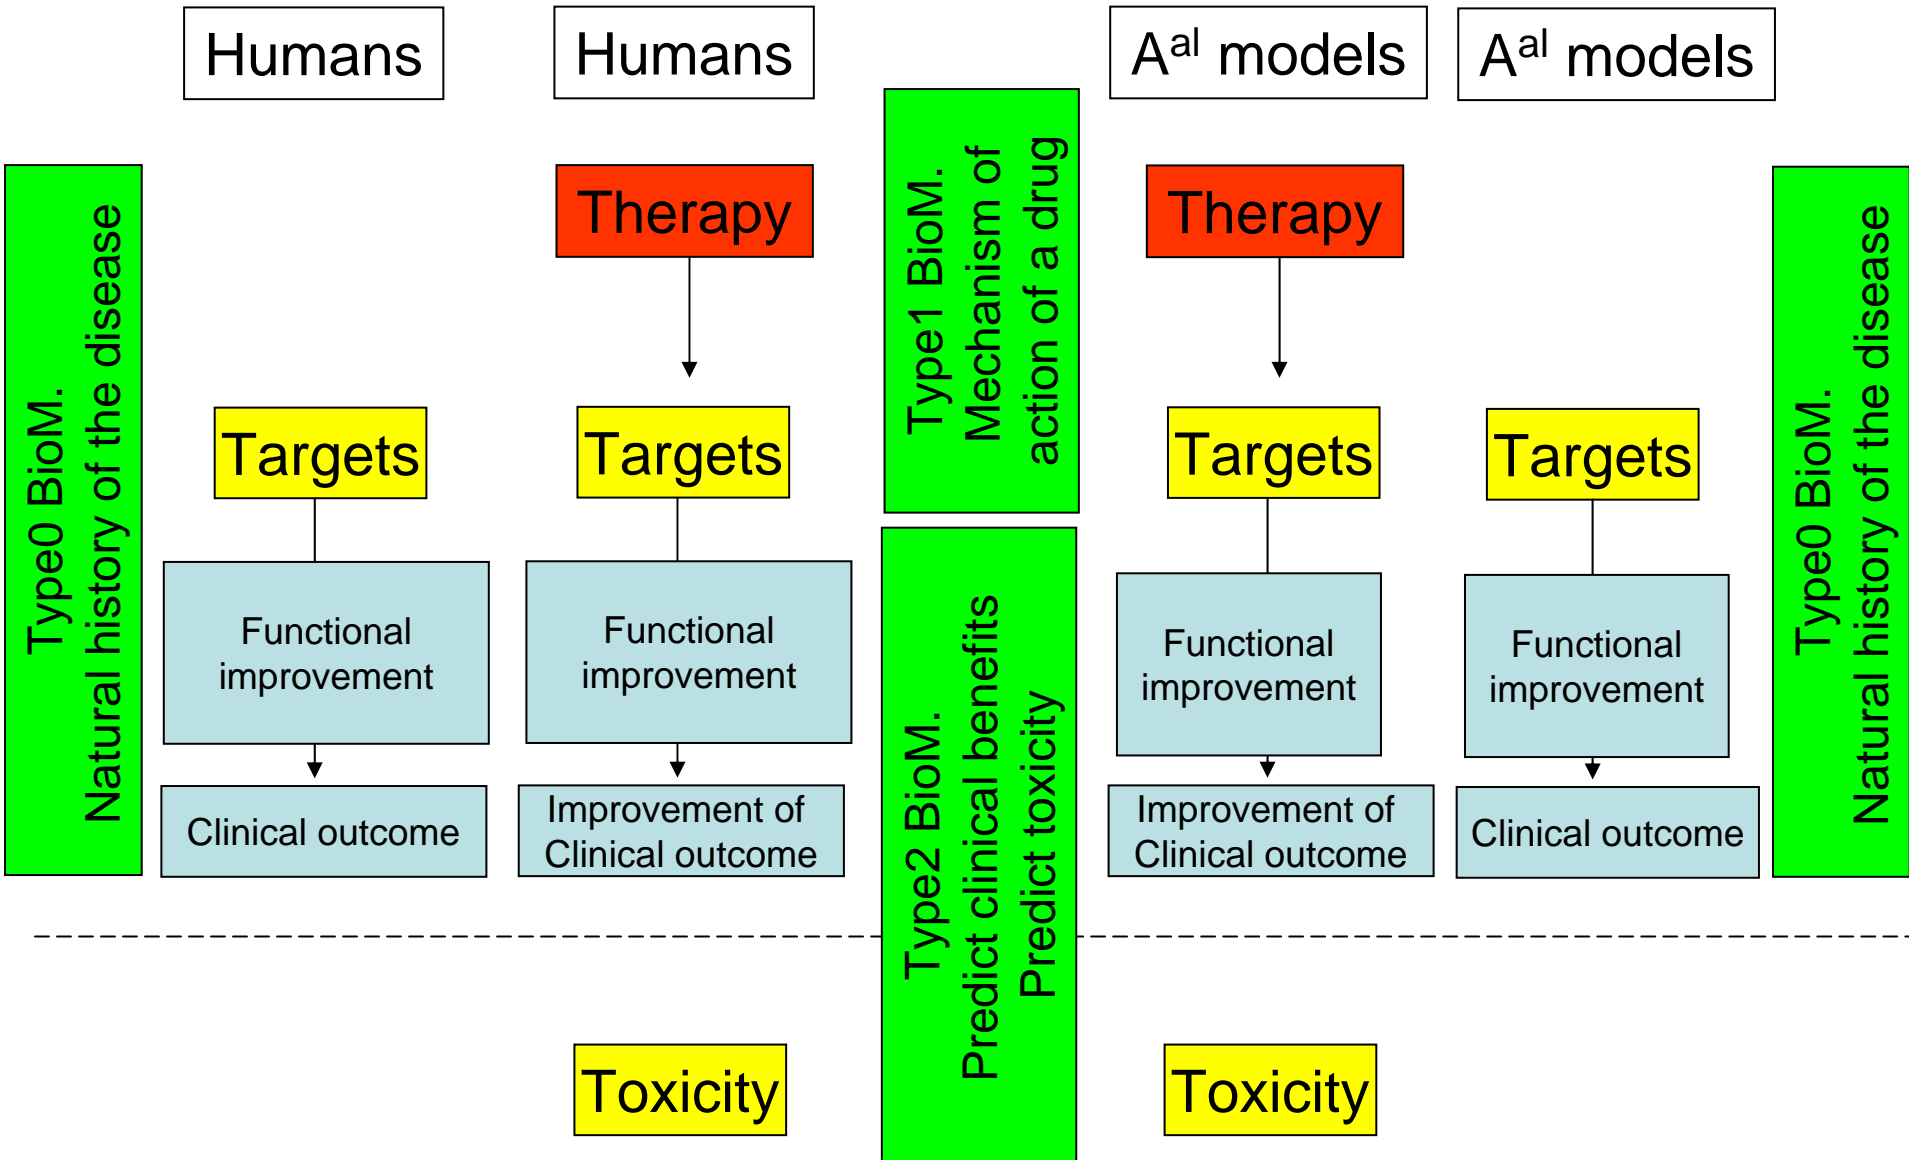 Humans
Humans
Aᵃˡ models
Aᵃˡ models
Type0 BioM.
Natural history of the disease
Therapy
Type1 BioM.
Mechanism of
action of a drug
Therapy
Type0 BioM.
Natural history of the disease
Targets
Targets
Targets
Targets
Functional
improvement
Functional
improvement
Type2 BioM.
Predict clinical benefits
Predict toxicity
Functional
improvement
Functional
improvement
Clinical outcome
Improvement of
Clinical outcome
Improvement of
Clinical outcome
Clinical outcome
Toxicity
Toxicity